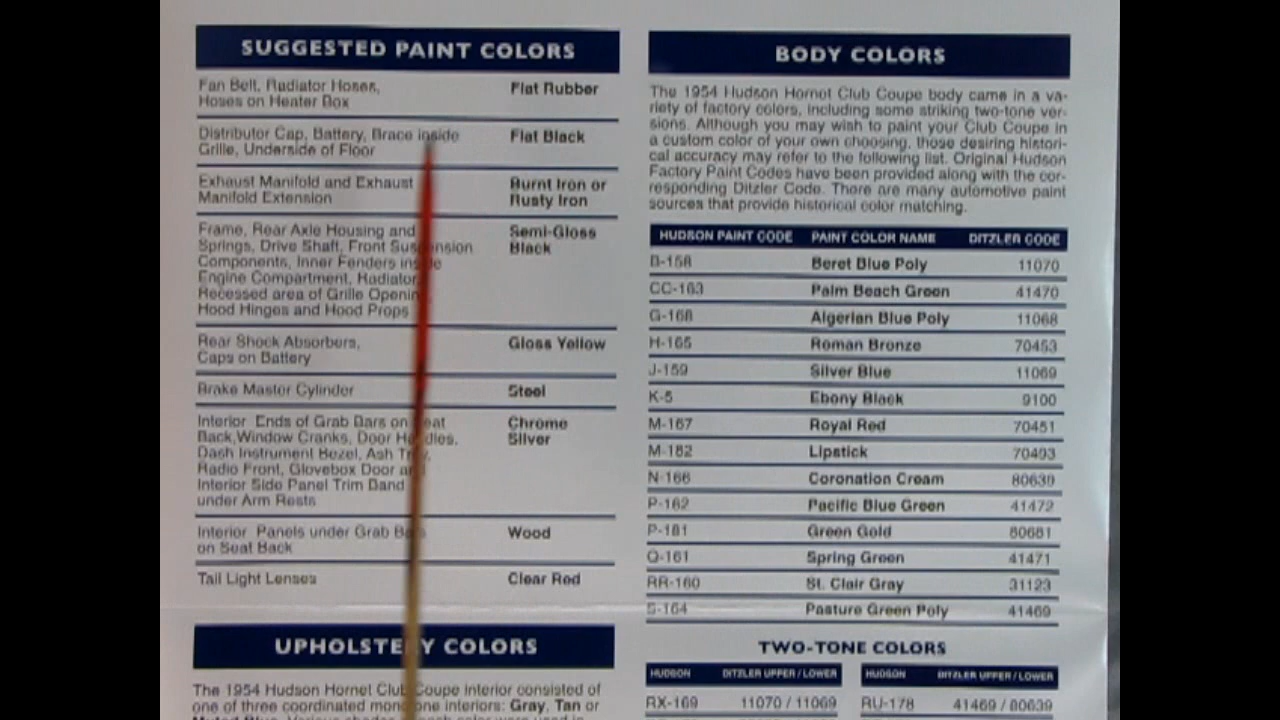 SUGGESTED PAINT COLORS
Fan Belt, Radiator Hoses,
Hoses on Heater Box
Flat Rubber
Distributor Cap, Battery, Brace inside
Grille, Underside of Floor
Flat Black
Exhaust Manifold and Exhaust
Manifold Extension
Burnt Iron or
Rusty Iron
Frame, Rear Axle Housing and
Springs, Drive Shaft, Front Suspension
Components, Inner Fenders inside
Engine Compartment, Radiator,
Recessed area of Grille Opening,
Hood Hinges and Hood Props
Semi-Gloss
Black
Rear Shock Absorbers,
Caps on Battery
Gloss Yellow
Brake Master Cylinder
Steel
Interior Ends of Grab Bars on Seat
Back,Window Cranks, Door Handles,
Dash Instrument Bezel, Ash Tray,
Radio Front, Glovebox Door and
Interior Side Panel Trim Band
under Arm Rests
Chrome
Silver
Interior Panels under Grab Bars
on Seat Back
Wood
Tail Light Lenses
Clear Red
UPHOLSTERY COLORS
The 1954 Hudson Hornet Club Coupe interior consisted of
one of three coordinated monotone interiors: Gray, Tan or
BODY COLORS
The 1954 Hudson Hornet Club Coupe body came in a va-
riety of factory colors, including some striking two-tone ver-
sions. Although you may wish to paint your Club Coupe in
a custom color of your own choosing, those desiring histori-
cal accuracy may refer to the following list. Original Hudson
Factory Paint Codes have been provided along with the cor-
responding Ditzler Code. There are many automotive paint
sources that provide historical color matching.
HUDSON PAINT CODE PAINT COLOR NAME DITZLER CODE
B-158 Beret Blue Poly 11070
CC-163 Palm Beach Green 41470
G-168 Algerian Blue Poly 11068
H-165 Roman Bronze 70453
J-159 Silver Blue 11069
K-5 Ebony Black 9100
M-167 Royal Red 70451
M-182 Lipstick 70493
N-166 Coronation Cream 80639
P-162 Pacific Blue Green 41472
P-181 Green Gold 80681
Q-161 Spring Green 41471
RR-160 St. Clair Gray 31123
S-164 Pasture Green Poly 41469
TWO-TONE COLORS
HUDSON DITZLER UPPER / LOWER HUDSON DITZLER UPPER / LOWER
RX-169 11070 / 11069 RU-178 41469 / 80639